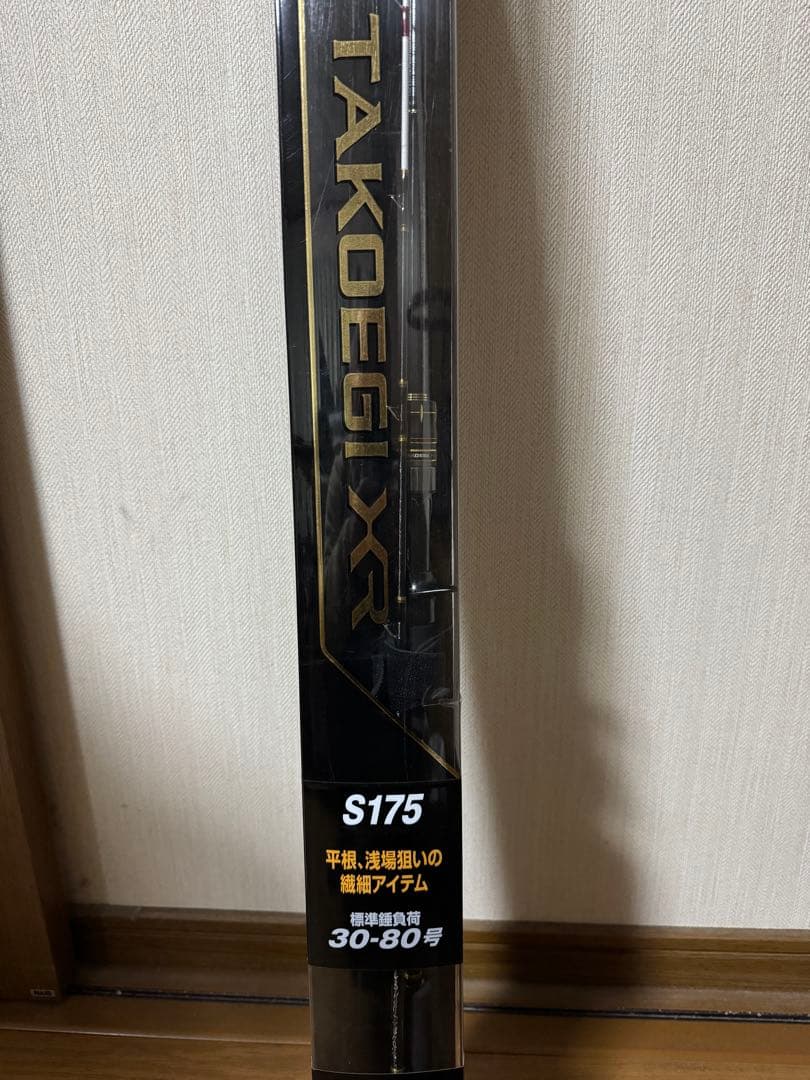 TAKOEGI XR
S175
平根、浅場狙いの
繊細アイテム
標準錘負荷
30-80号